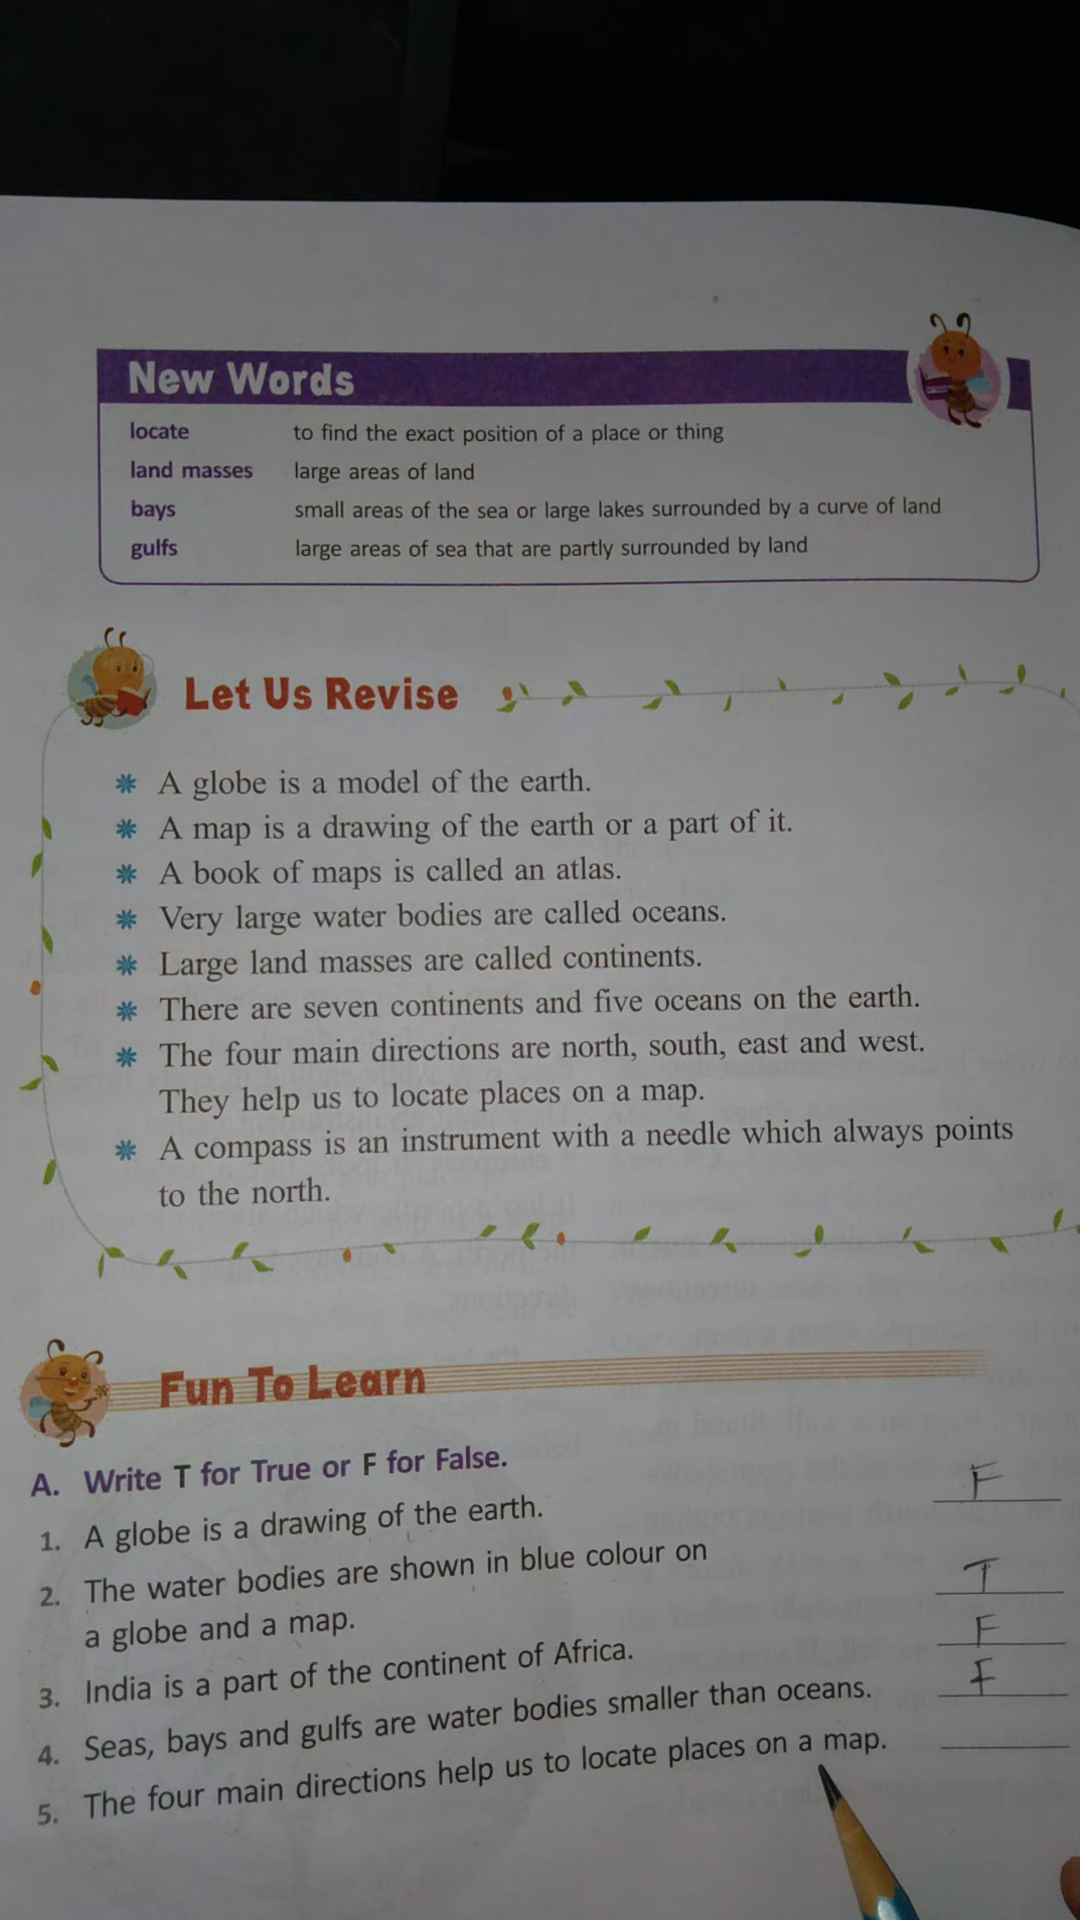 New Words
locate to find the exact position of a place or thing
land masses large areas of land
bays small areas of the sea or large lakes surrounded by a curve of land
gulfs large areas of sea that are partly surrounded by land
Let Us Revise
A globe is a model of the earth.
A map is a drawing of the earth or a part of it.
A book of maps is called an atlas.
Very large water bodies are called oceans.
Large land masses are called continents.
There are seven continents and five oceans on the earth.
The four main directions are north, south, east and west.
They help us to locate places on a map.
A compass is an instrument with a needle which always points
to the north.
Fun To Learn
A. Write T for True or F for False.
1. A globe is a drawing of the earth. F
2. The water bodies are shown in blue colour on
a globe and a map. T
3. India is a part of the continent of Africa. F
4. Seas, bays and gulfs are water bodies smaller than oceans. F
5. The four main directions help us to locate places on a map.